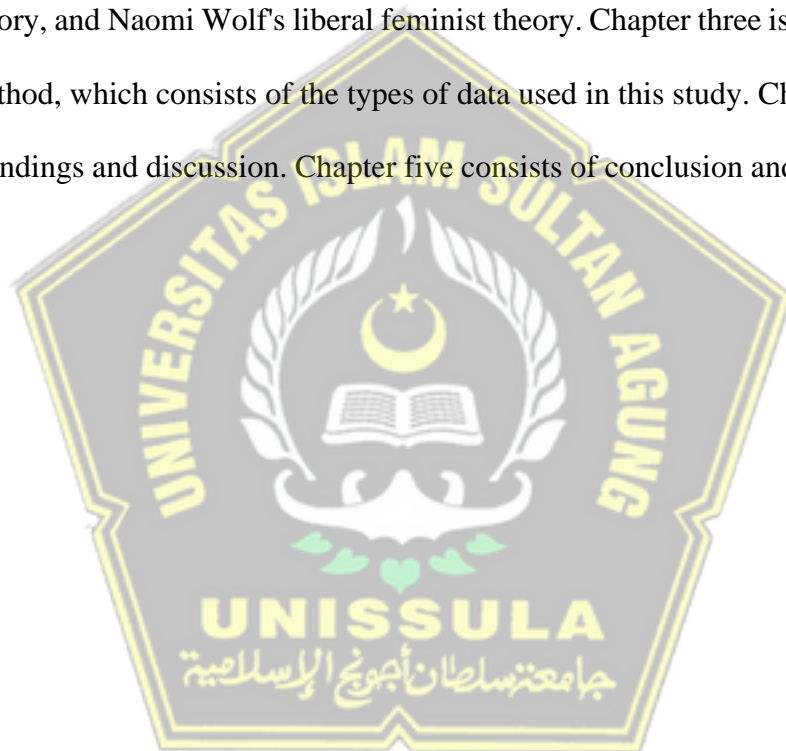 ory, and Naomi Wolf's liberal feminist theory. Chapter three is
thod, which consists of the types of data used in this study. Ch
ndings and discussion. Chapter five consists of conclusion and
UNIVERSITAS ISLAM SULTAN AGUNG
UNISSULA
جامعتنسلطان أجونج الإسلامية